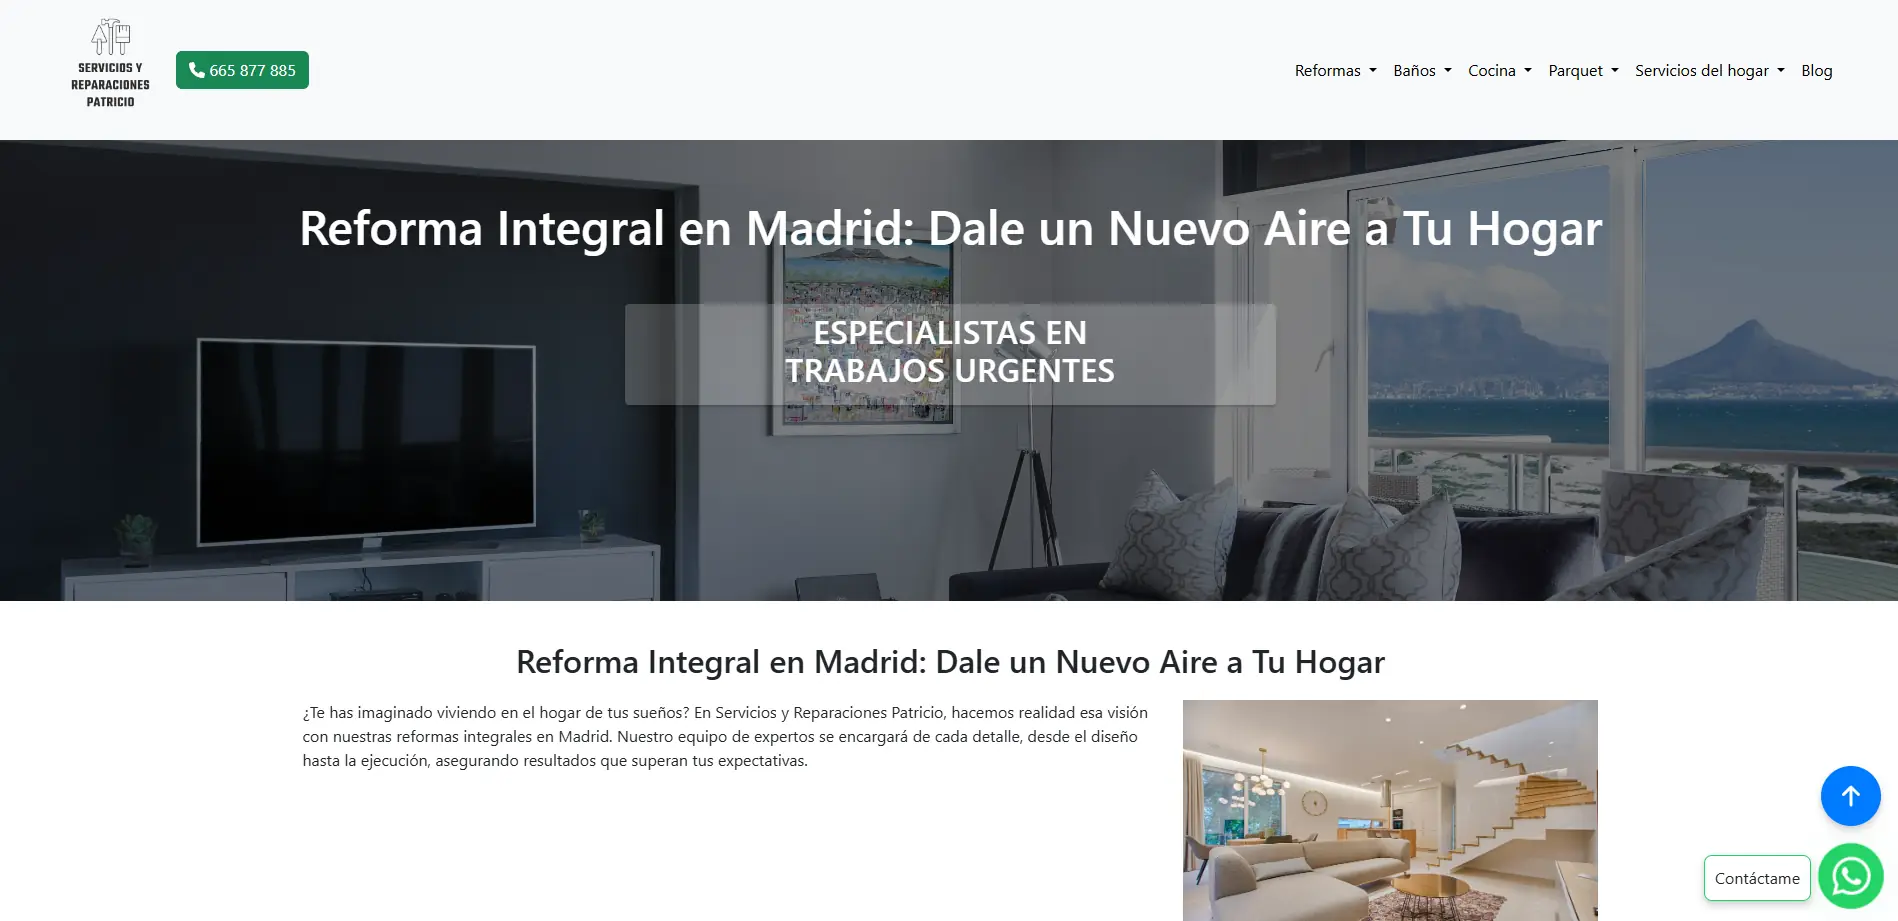 SERVICIOS Y
REPARACIONES
PATRICIO
665 877 885
Reformas
Baños
Cocina
Parquet
Servicios del hogar
Blog
Reforma Integral en Madrid: Dale un Nuevo Aire a Tu Hogar
ESPECIALISTAS EN
TRABAJOS URGENTES
Reforma Integral en Madrid: Dale un Nuevo Aire a Tu Hogar
¿Te has imaginado viviendo en el hogar de tus sueños? En Servicios y Reparaciones Patricio, hacemos realidad esa visión
con nuestras reformas integrales en Madrid. Nuestro equipo de expertos se encargará de cada detalle, desde el diseño
hasta la ejecución, asegurando resultados que superan tus expectativas.
Contáctame